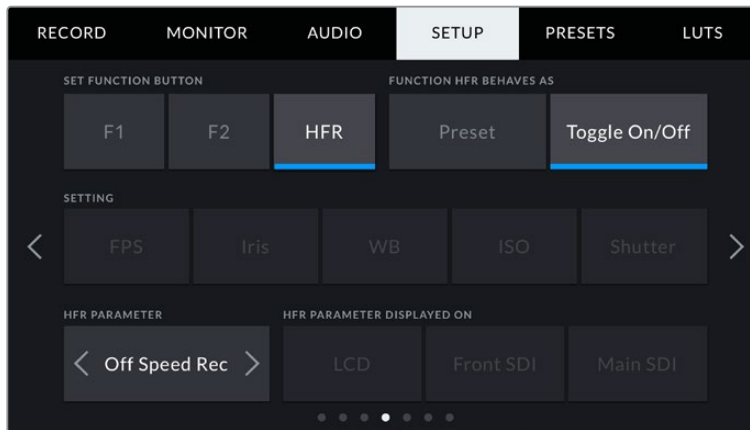 RECORD MONITOR AUDIO SETUP PRESETS LUTS
SET FUNCTION BUTTON FUNCTION HFR BEHAVES AS
F1 F2 HFR Preset Toggle On/Off
SETTING
FPS Iris WB ISO Shutter
HFR PARAMETER HFR PARAMETER DISPLAYED ON
Off Speed Rec LCD Front SDI Main SDI